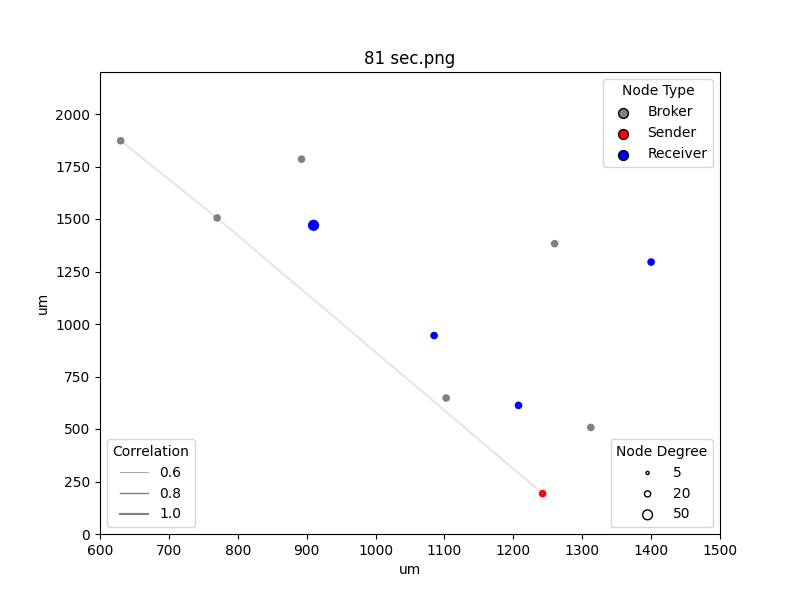 81 sec.png
Node Type
Broker
Sender
Receiver
um
2000
1750
1500
1250
1000
750
500
250
0
Correlation
0.6
0.8
1.0
Node Degree
5
20
50
600 700 800 900 1000 1100 1200 1300 1400 1500
um